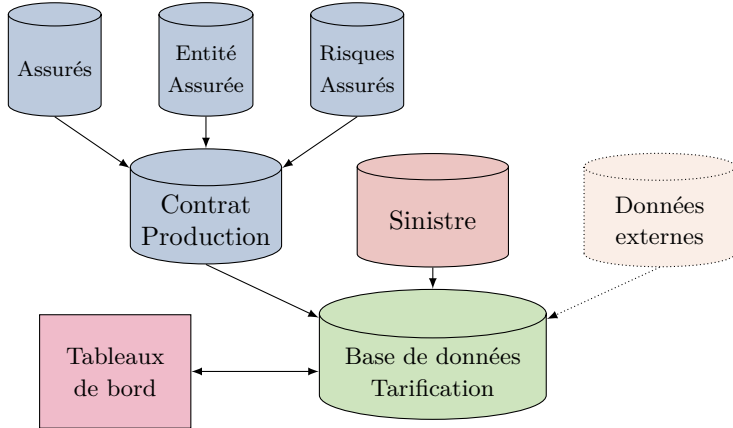 Assurés
Entité
Assurée
Risques
Assurés
Contrat
Production
Sinistre
Données
externes
Tableaux
de bord
Base de données
Tarification